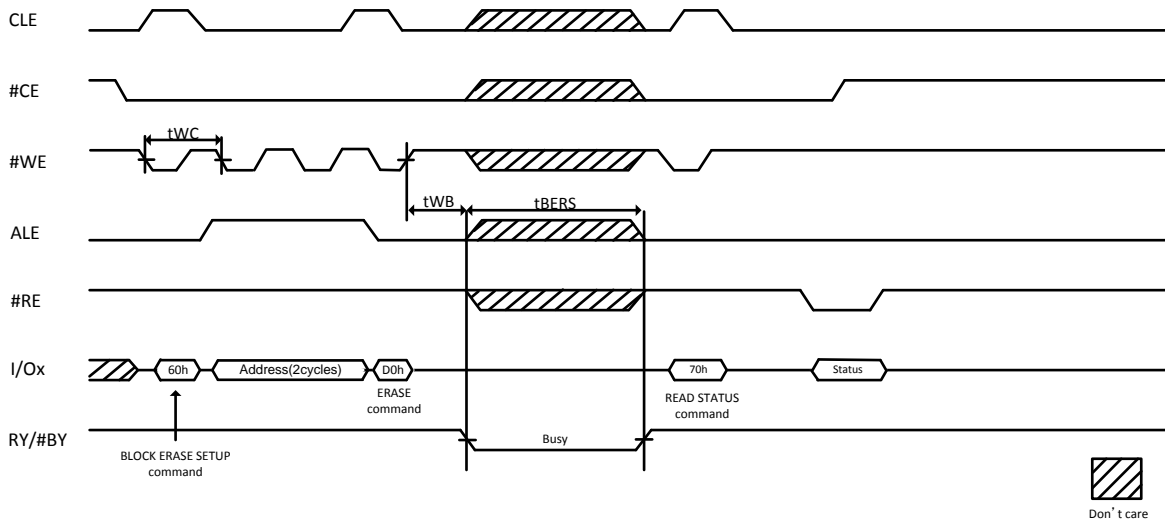 CLE
#CE
tWC
#WE
tWB
tBERS
ALE
#RE
I/Ox
60h
Address(2cycles)
D0h
70h
Status
ERASE
command
READ STATUS
command
RY/#BY
Busy
BLOCK ERASE SETUP
command
Don’t care